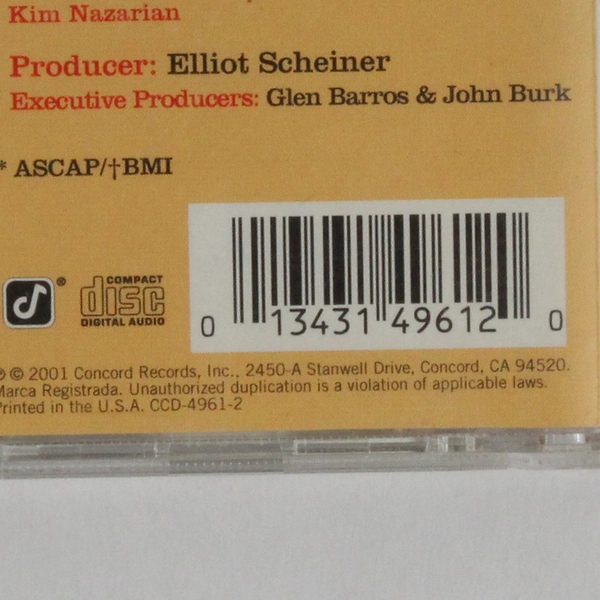 Kim Nazarian
Producer: Elliot Scheiner
Executive Producers: Glen Barros & John Burk
* ASCAP/†BMI
®
COMPACT
disc
DIGITAL AUDIO
0 13431 49612 0
℗ © 2001 Concord Records, Inc., 2450-A Stanwell Drive, Concord, CA 94520.
Marca Registrada. Unauthorized duplication is a violation of applicable laws.
Printed in the U.S.A. CCD-4961-2